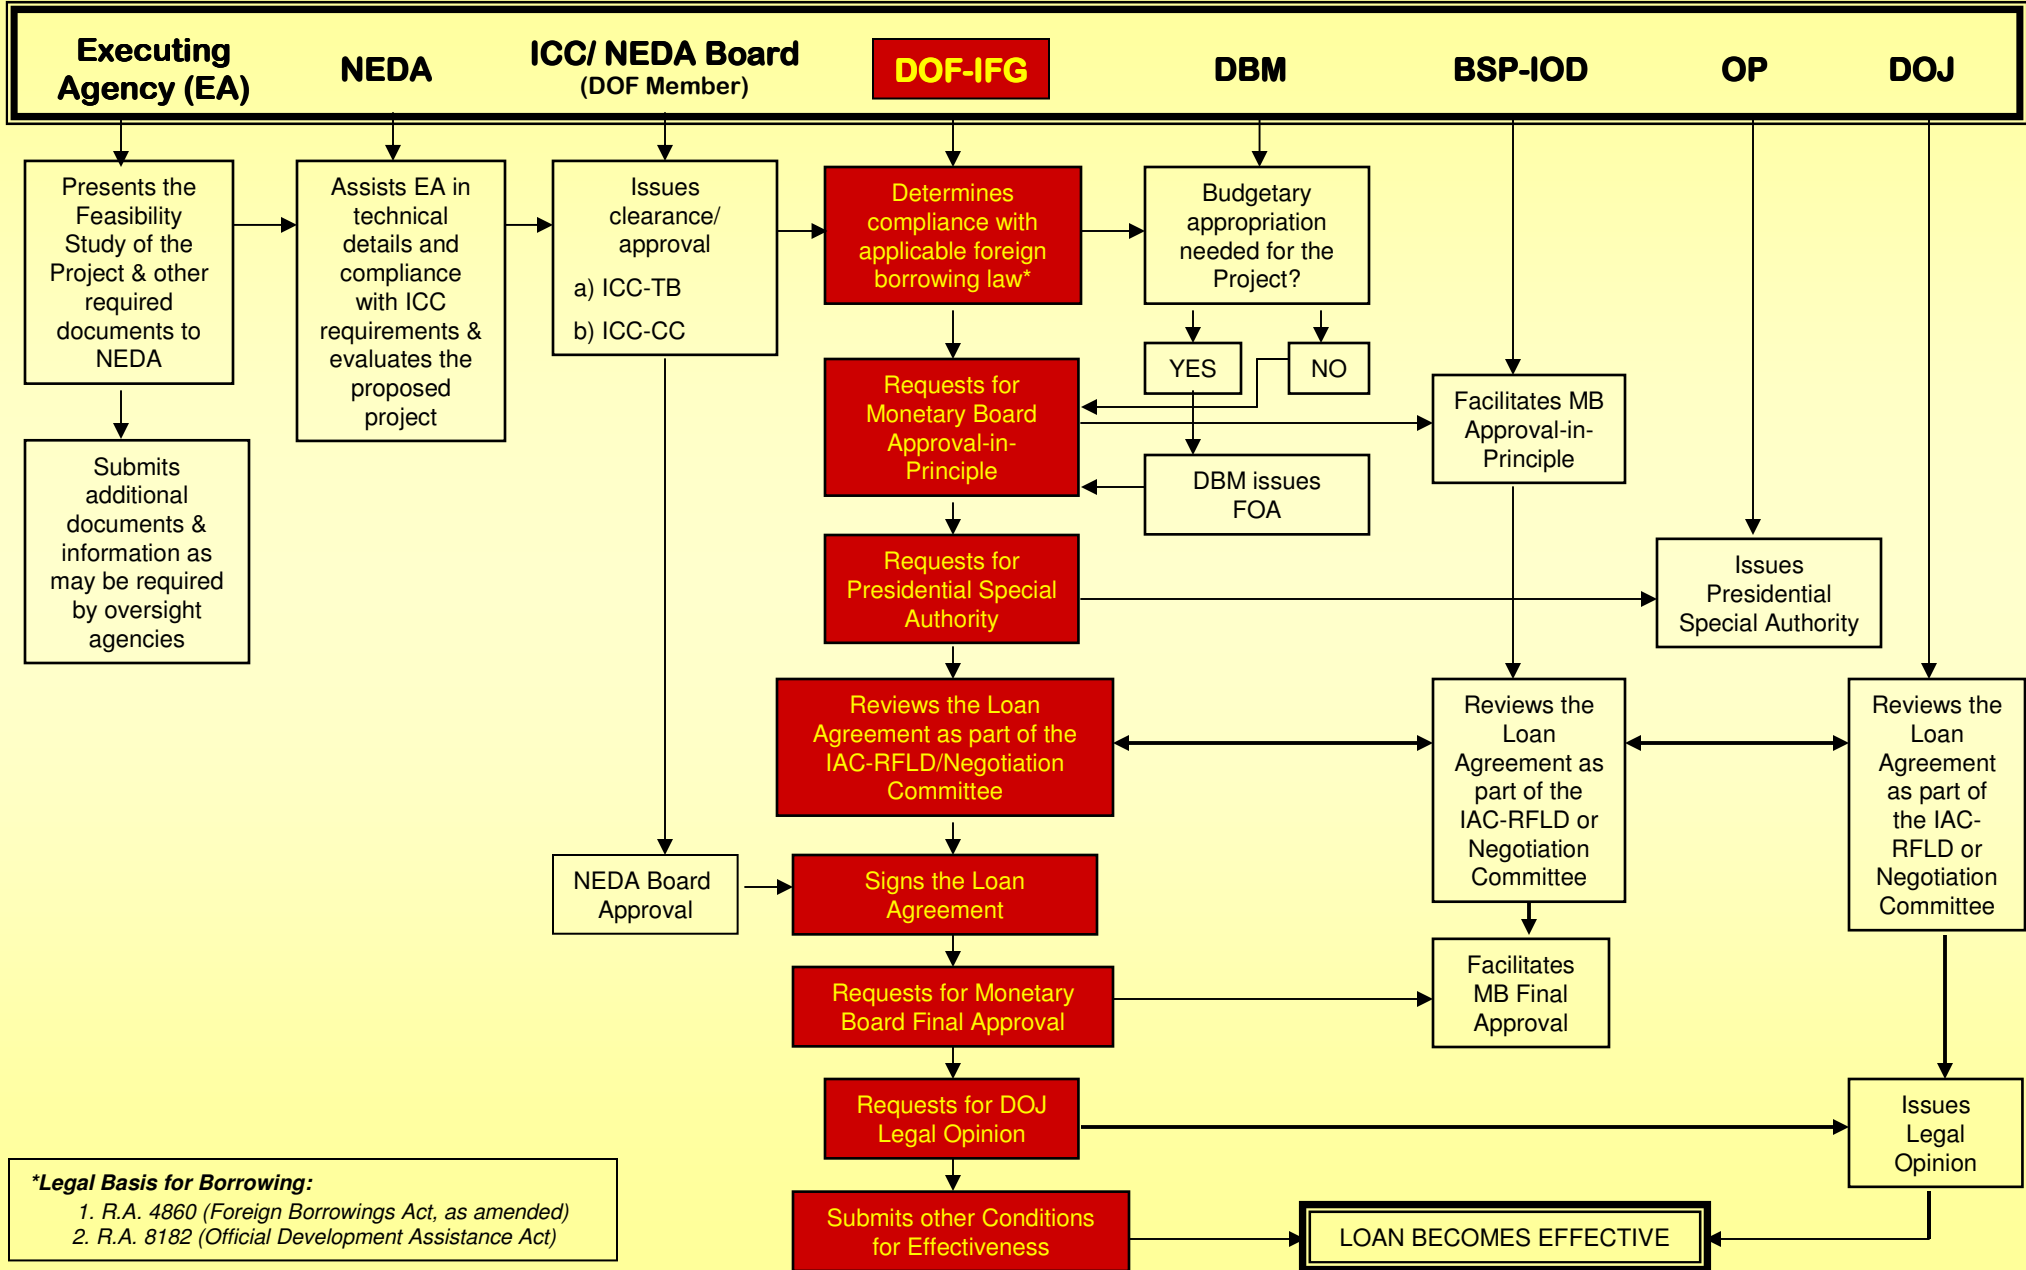 Executing
Agency (EA)
NEDA
ICC/ NEDA Board
(DOF Member)
DOF-IFG
DBM
BSP-IOD
OP
DOJ
Presents the
Feasibility
Study of the
Project & other
required
documents to
NEDA
Submits
additional
documents &
information as
may be required
by oversight
agencies
Assists EA in
technical
details and
compliance
with ICC
requirements &
evaluates the
proposed
project
Issues
clearance/
approval
a) ICC-TB
b) ICC-CC
NEDA Board
Approval
Determines
compliance with
applicable foreign
borrowing law*
Requests for
Monetary Board
Approval-in-
Principle
Requests for
Presidential Special
Authority
Reviews the Loan
Agreement as part of the
IAC-RFLD/Negotiation
Committee
Signs the Loan
Agreement
Requests for Monetary
Board Final Approval
Requests for DOJ
Legal Opinion
Submits other Conditions
for Effectiveness
Budgetary
appropriation
needed for the
Project?
YES
NO
DBM issues
FOA
Facilitates MB
Approval-in-
Principle
Reviews the
Loan
Agreement as
part of the
IAC-RFLD or
Negotiation
Committee
Facilitates
MB Final
Approval
Issues
Presidential
Special Authority
Reviews the
Loan
Agreement
as part of
the IAC-
RFLD or
Negotiation
Committee
Issues
Legal
Opinion
LOAN BECOMES EFFECTIVE
*Legal Basis for Borrowing:
1. R.A. 4860 (Foreign Borrowings Act, as amended)
2. R.A. 8182 (Official Development Assistance Act)